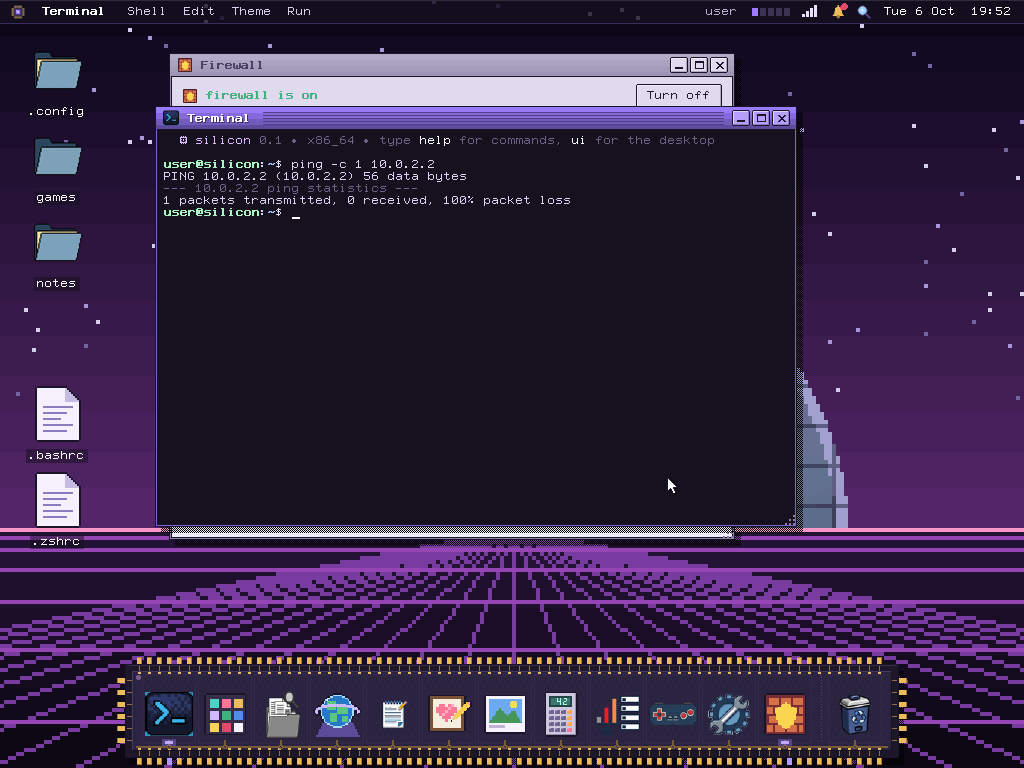 Terminal Shell Edit Theme Run user Tue 6 Oct 19:52
.config
games
notes
.bashrc
.zshrc
Firewall
firewall is on Turn off
Terminal
silicon 0.1 • x86_64 • type help for commands, ui for the desktop
user@silicon:~$ ping -c 1 10.0.2.2
PING 10.0.2.2 (10.0.2.2) 56 data bytes
--- 10.0.2.2 ping statistics ---
1 packets transmitted, 0 received, 100% packet loss
user@silicon:~$ _
42